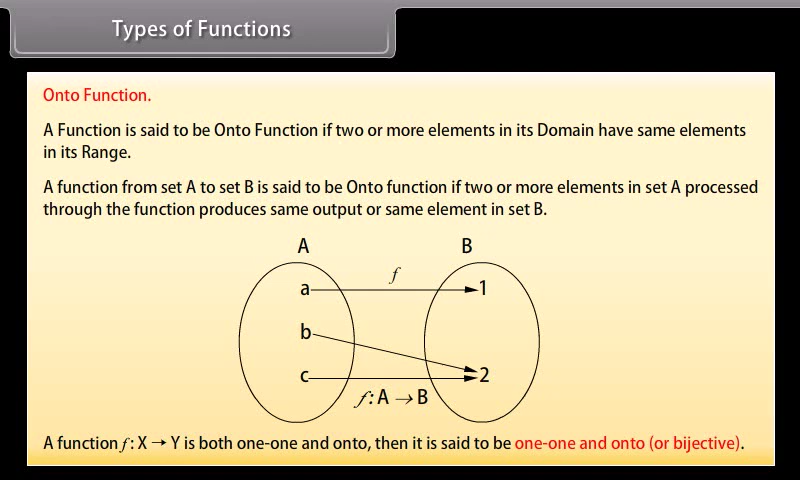 Types of Functions
Onto Function.
A Function is said to be Onto Function if two or more elements in its Domain have same elements
in its Range.
A function from set A to set B is said to be Onto function if two or more elements in set A processed
through the function produces same output or same element in set B.
A B
f
a 1
b
c 2
f: A → B
A function f: X → Y is both one-one and onto, then it is said to be one-one and onto (or bijective).